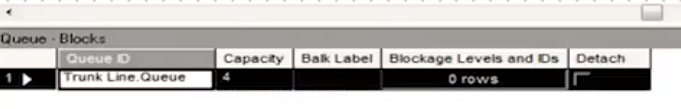 Queue - Blocks
Queue ID Capacity Balk Label Blockage Levels and IDs Detach
1 Trunk Line.Queue 4 0 rows